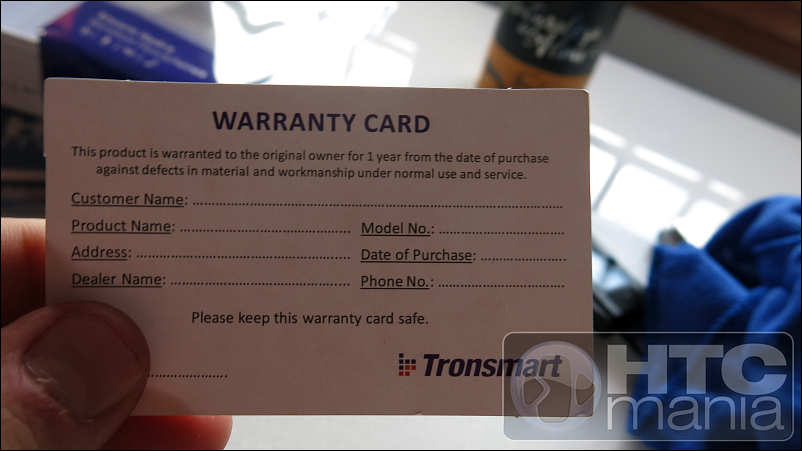 WARRANTY CARD
This product is warranted to the original owner for 1 year from the date of purchase
against defects in material and workmanship under normal use and service.
Customer Name: ......................................................................................................
Product Name: ............................................. Model No.: .................................
Address: ........................................................ Date of Purchase: ......................
Dealer Name: ............................................... Phone No.: .................................
Please keep this warranty card safe.
....................
Tronsmart
HTC
mania